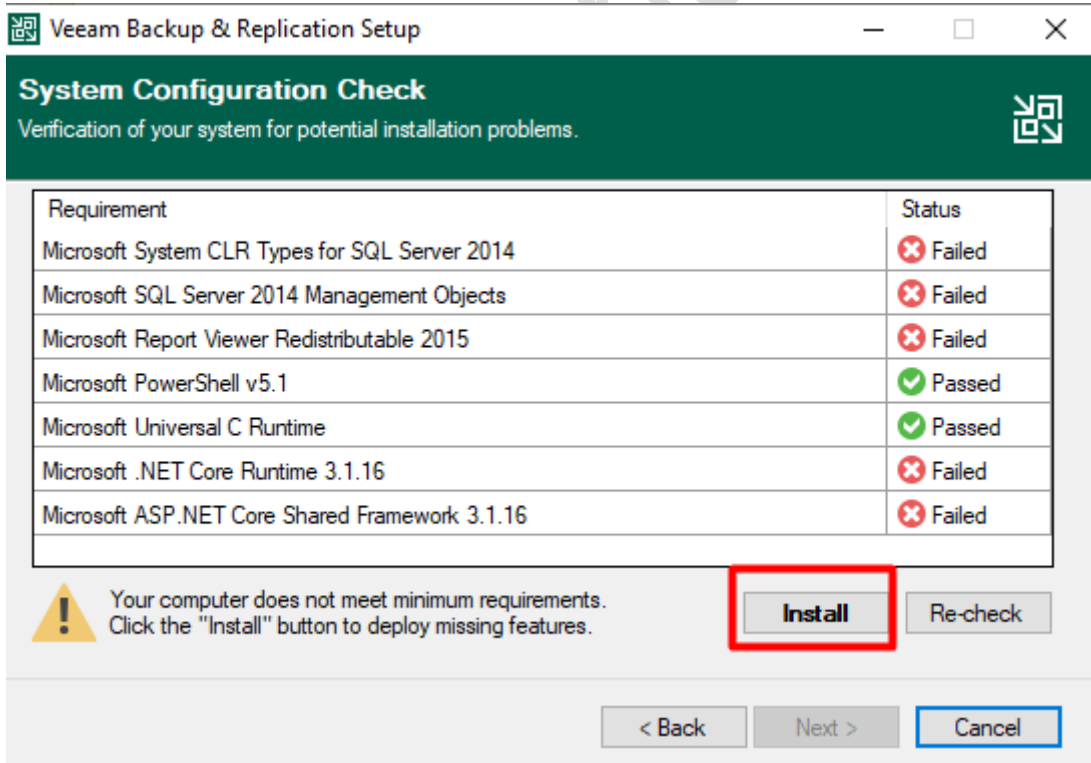 Veeam Backup & Replication Setup
System Configuration Check
Verification of your system for potential installation problems.
Requirement Status
Microsoft System CLR Types for SQL Server 2014 Failed
Microsoft SQL Server 2014 Management Objects Failed
Microsoft Report Viewer Redistributable 2015 Failed
Microsoft PowerShell v5.1 Passed
Microsoft Universal C Runtime Passed
Microsoft .NET Core Runtime 3.1.16 Failed
Microsoft ASP.NET Core Shared Framework 3.1.16 Failed
Your computer does not meet minimum requirements.
Click the "Install" button to deploy missing features.
Install Re-check
< Back Next > Cancel